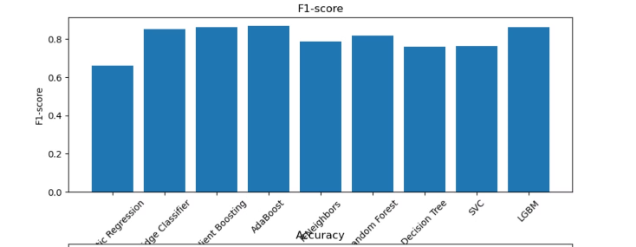 F1-score
0.8
0.6
0.4
0.2
0.0
F1-score
ic Regression
dge Classifier
ient Boosting
AdaBoost
Neighbors
andom Forest
Decision Tree
SVC
LGBM
Accuracy